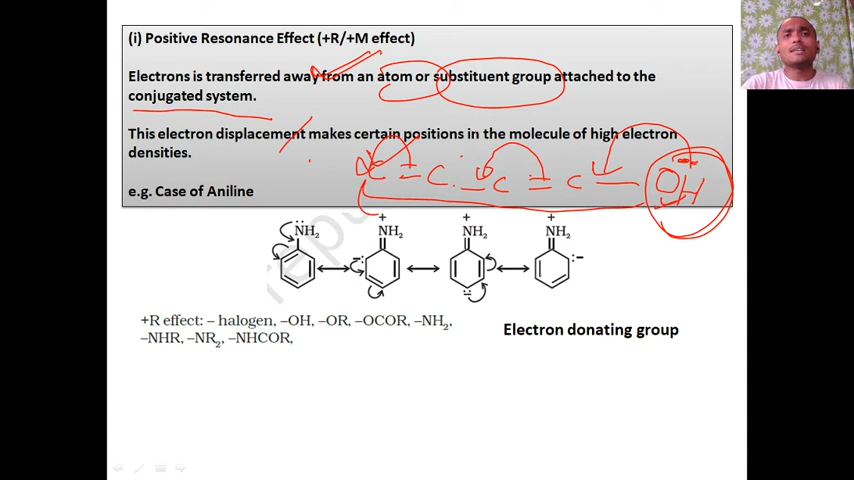 (i) Positive Resonance Effect (+R/+M effect)
Electrons is transferred away from an atom or substituent group attached to the
conjugated system.
This electron displacement makes certain positions in the molecule of high electron
densities.
C = C - C = C - OH
e.g. Case of Aniline
+ + +
NH2 NH2 NH2 NH2
+R effect: – halogen, –OH, –OR, –OCOR, –NH2,
–NHR, –NR2, –NHCOR,
Electron donating group